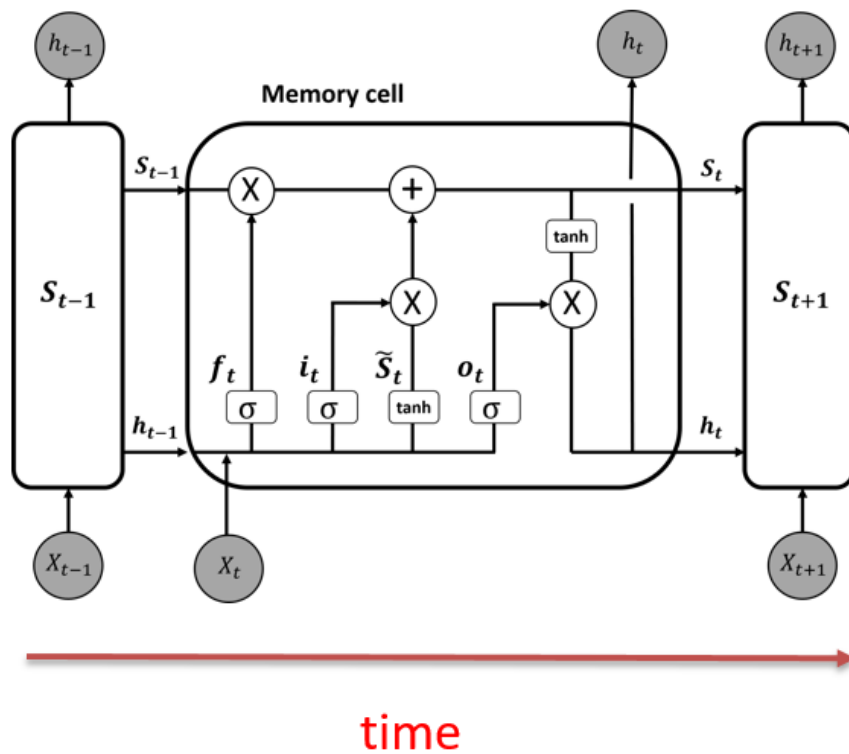 h_{t-1} h_t h_{t+1}
Memory cell
S_{t-1} X + S_t
tanh
S_{t-1} X X S_{t+1}
f_t i_t S̃_t o_t
σ σ tanh σ
h_{t-1} h_t
X_{t-1} X_t X_{t+1}
time